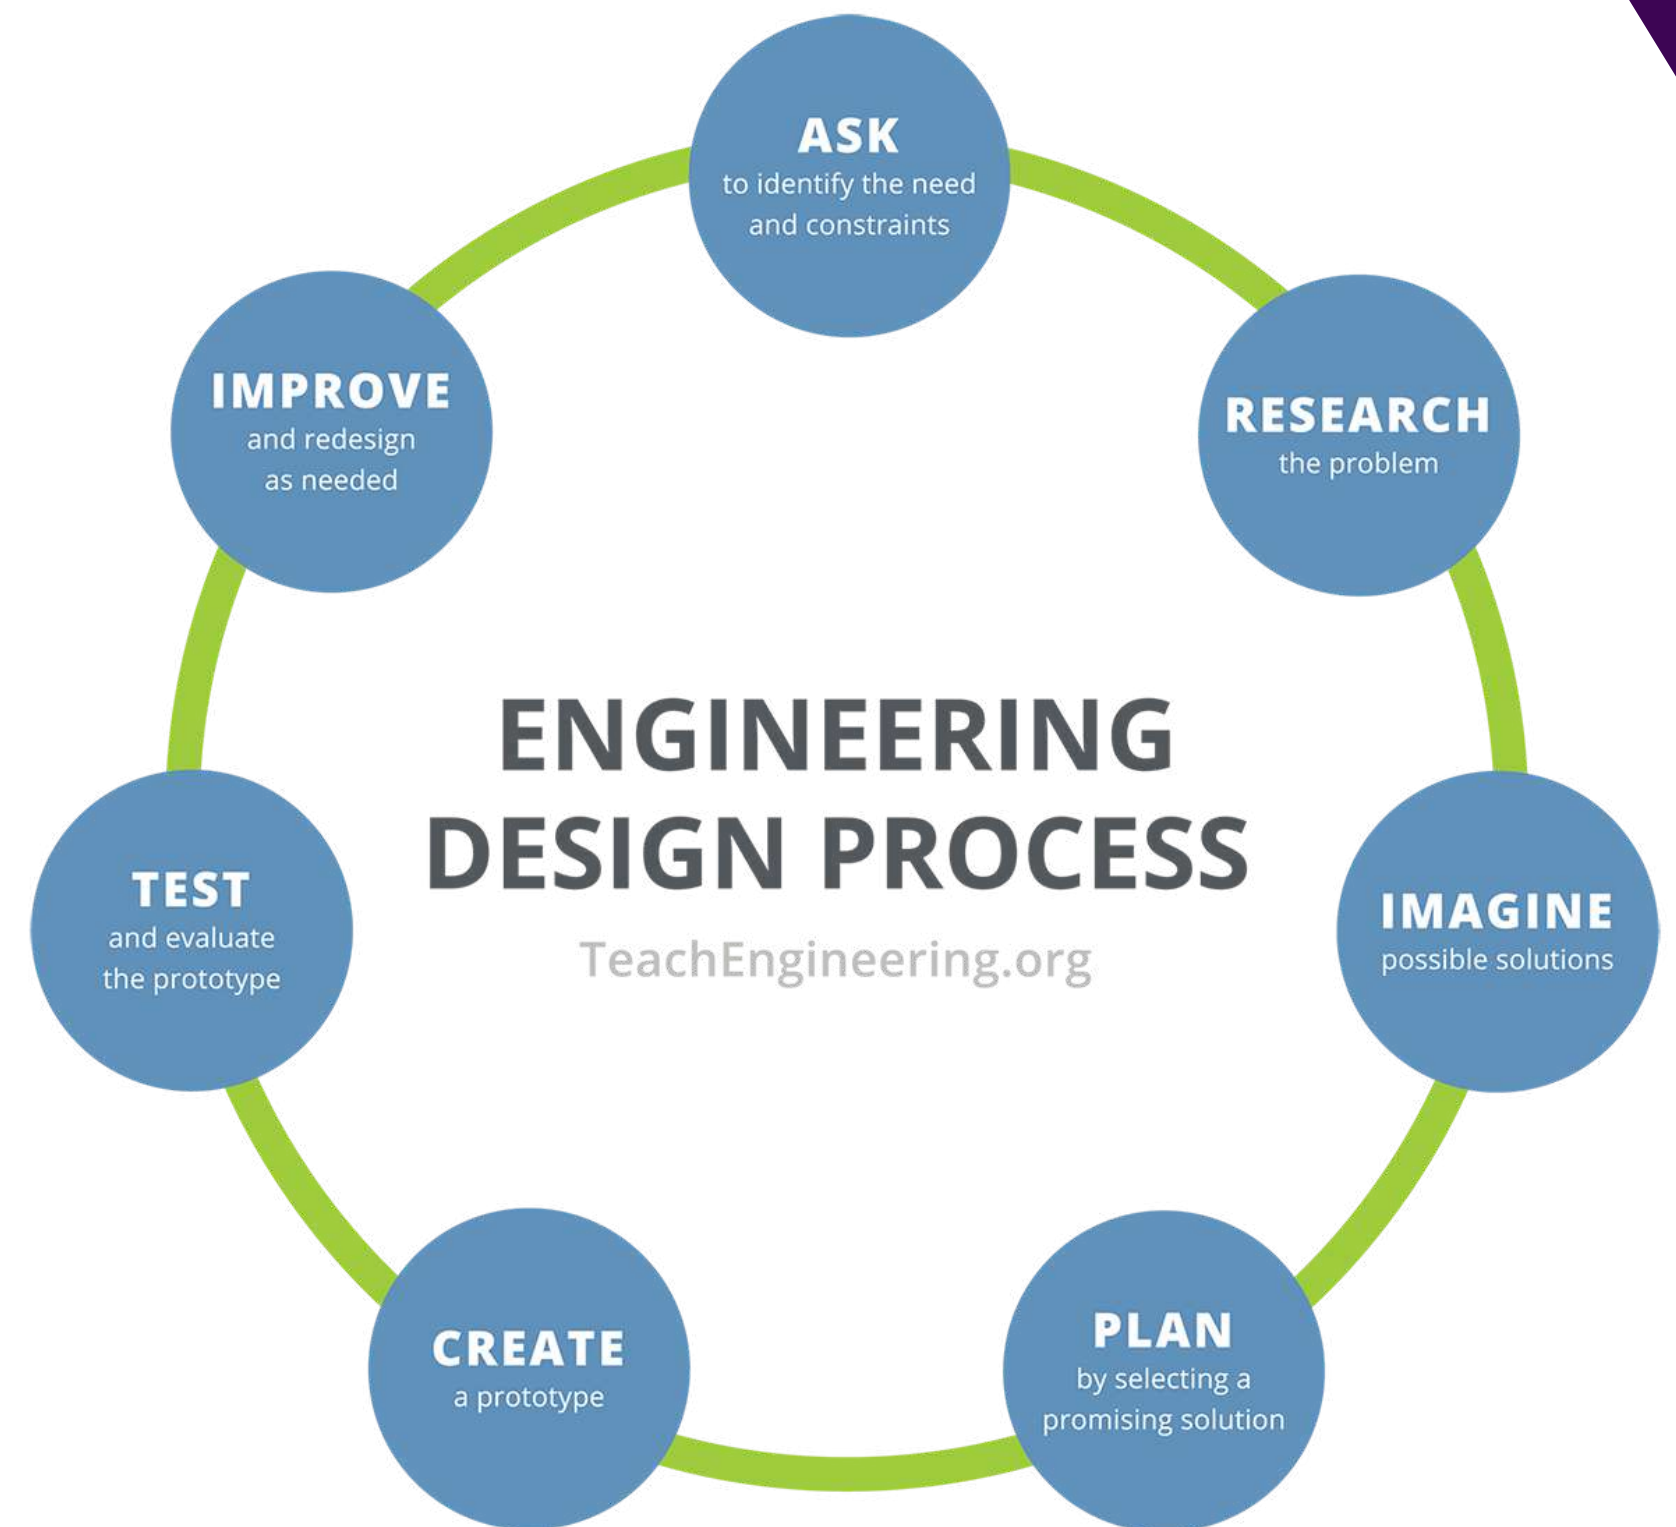 ASK
to identify the need
and constraints
RESEARCH
the problem
IMAGINE
possible solutions
PLAN
by selecting a
promising solution
CREATE
a prototype
TEST
and evaluate
the prototype
IMPROVE
and redesign
as needed
ENGINEERING
DESIGN PROCESS
TeachEngineering.org